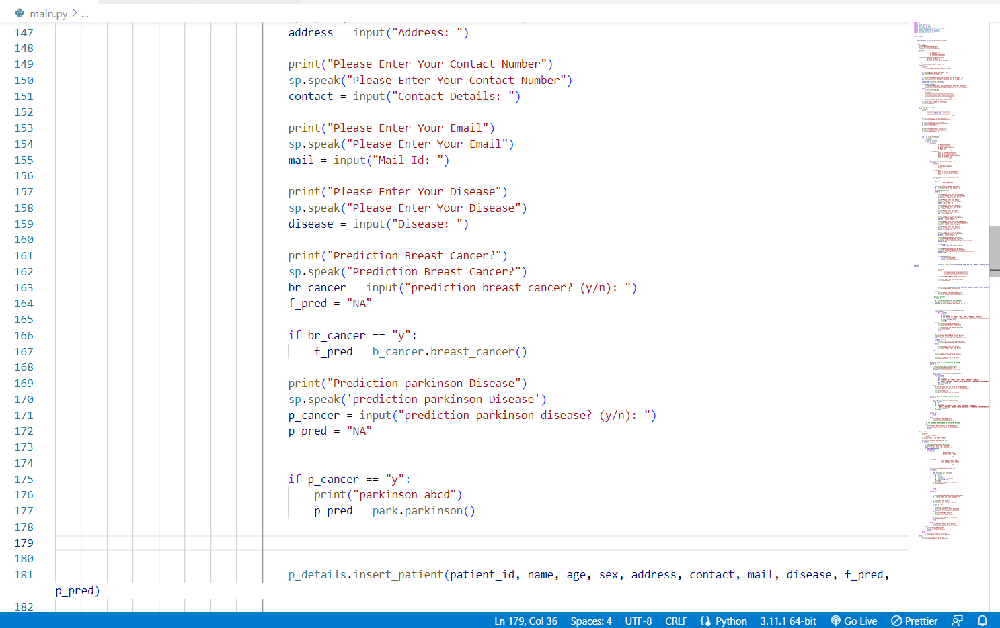 main.py > ...
147 address = input("Address: ")
148
149 print("Please Enter Your Contact Number")
150 sp.speak("Please Enter Your Contact Number")
151 contact = input("Contact Details: ")
152
153 print("Please Enter Your Email")
154 sp.speak("Please Enter Your Email")
155 mail = input("Mail Id: ")
156
157 print("Please Enter Your Disease")
158 sp.speak("Please Enter Your Disease")
159 disease = input("Disease: ")
160
161 print("Prediction Breast Cancer?")
162 sp.speak("Prediction Breast Cancer?")
163 br_cancer = input("prediction breast cancer? (y/n): ")
164 f_pred = "NA"
165
166 if br_cancer == "y":
167 f_pred = b_cancer.breast_cancer()
168
169 print("Prediction parkinson Disease")
170 sp.speak('prediction parkinson Disease')
171 p_cancer = input("prediction parkinson disease? (y/n): ")
172 p_pred = "NA"
173
174
175 if p_cancer == "y":
176 print("parkinson abcd")
177 p_pred = park.parkinson()
178
179
180
181 p_details.insert_patient(patient_id, name, age, sex, address, contact, mail, disease, f_pred,
p_pred)
182
Ln 179, Col 36 Spaces: 4 UTF-8 CRLF Python 3.11.1 64-bit Go Live Prettier